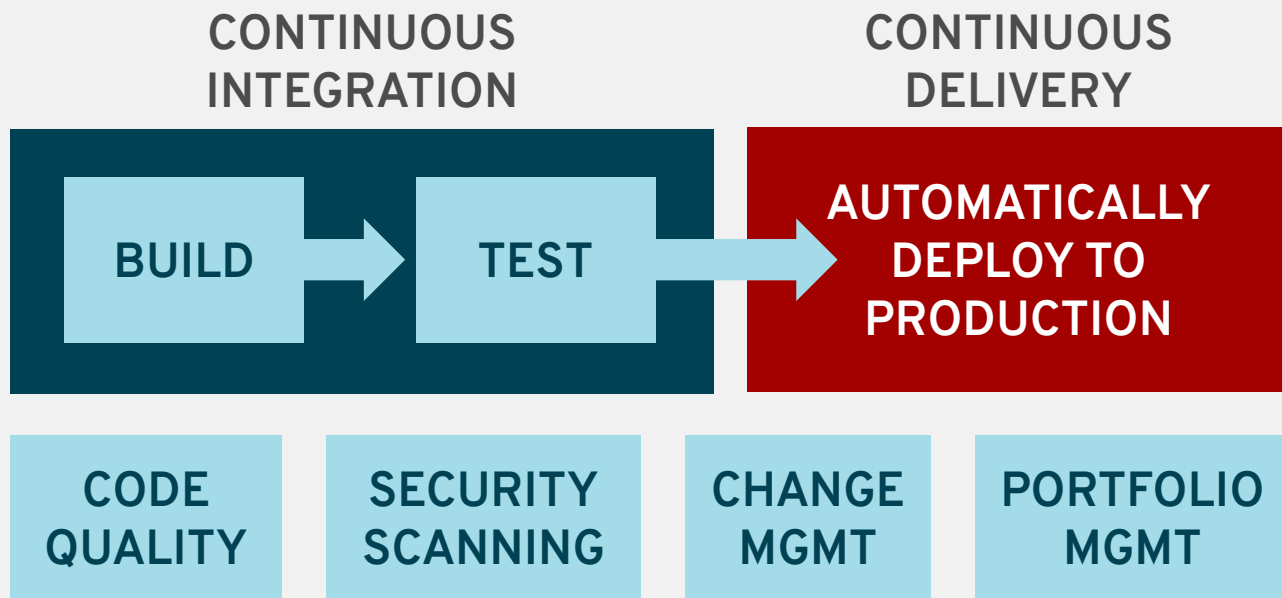 CONTINUOUS
INTEGRATION
CONTINUOUS
DELIVERY
BUILD
TEST
AUTOMATICALLY
DEPLOY TO
PRODUCTION
CODE
QUALITY
SECURITY
SCANNING
CHANGE
MGMT
PORTFOLIO
MGMT